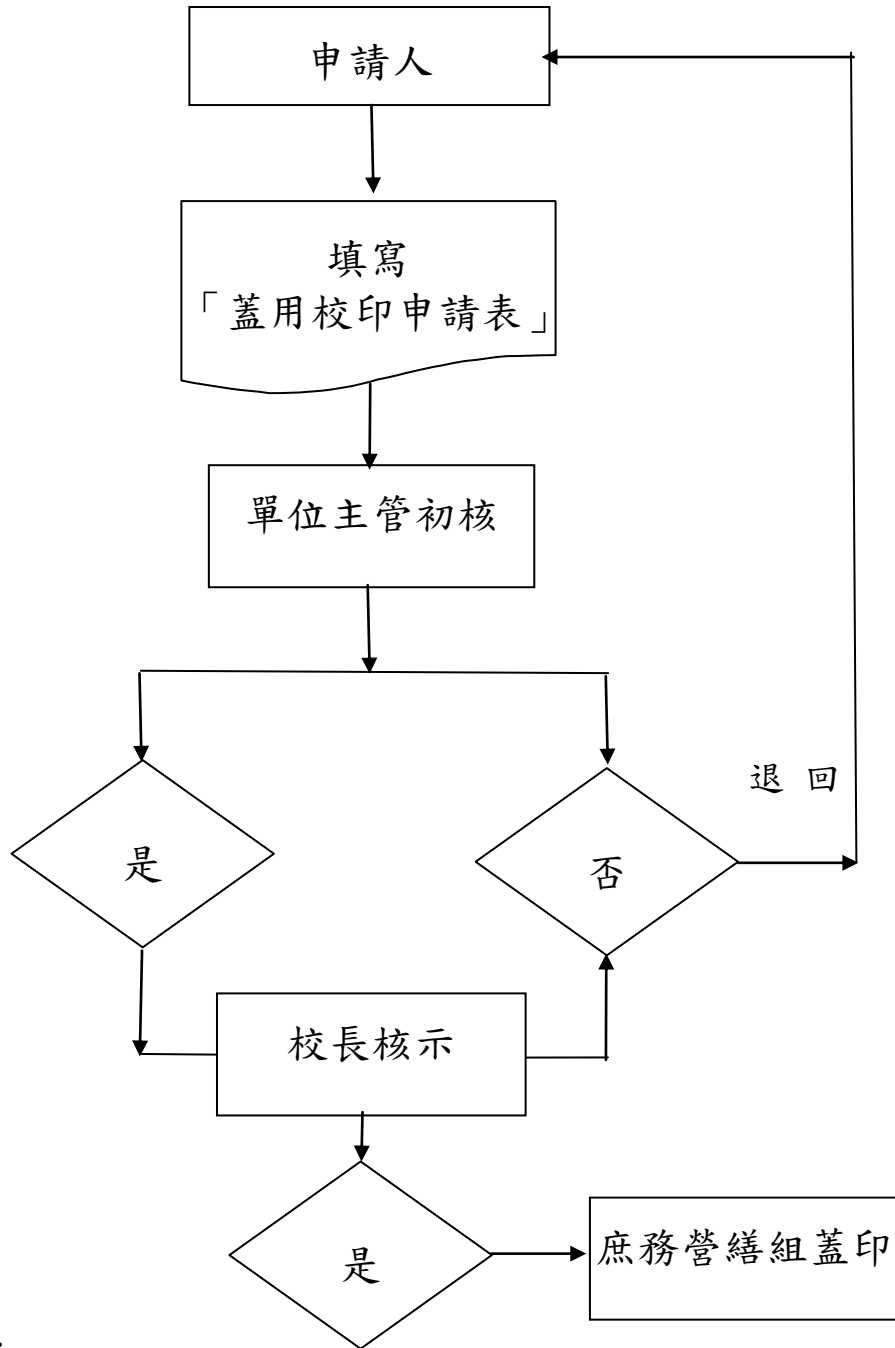 申請人
填寫
「蓋用校印申請表」
單位主管初核
退 回
是
否
校長核示
是
庶務營繕組蓋印